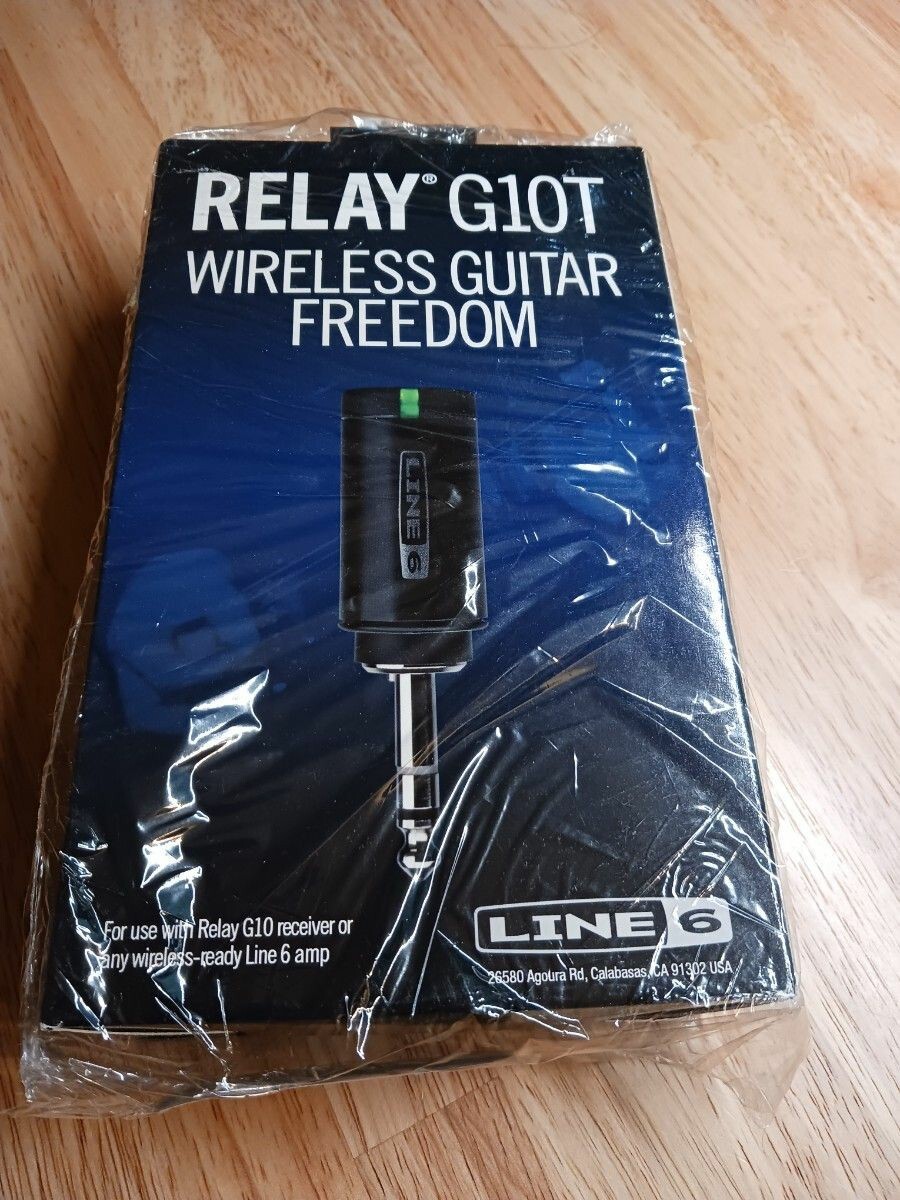 RELAY® G10T
WIRELESS GUITAR
FREEDOM
LINE 6
For use with Relay G10 receiver or
any wireless-ready Line 6 amp
LINE 6
26580 Agoura Rd, Calabasas, CA 91302 USA